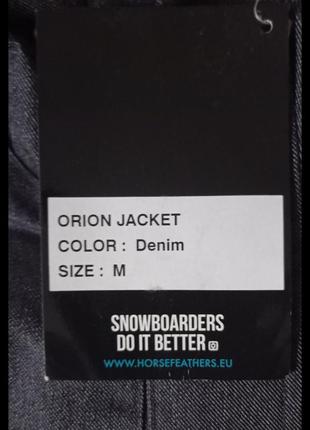 ORION JACKET
COLOR : Denim
SIZE : M
SNOWBOARDERS
DO IT BETTER
WWW.HORSEFEATHERS.EU